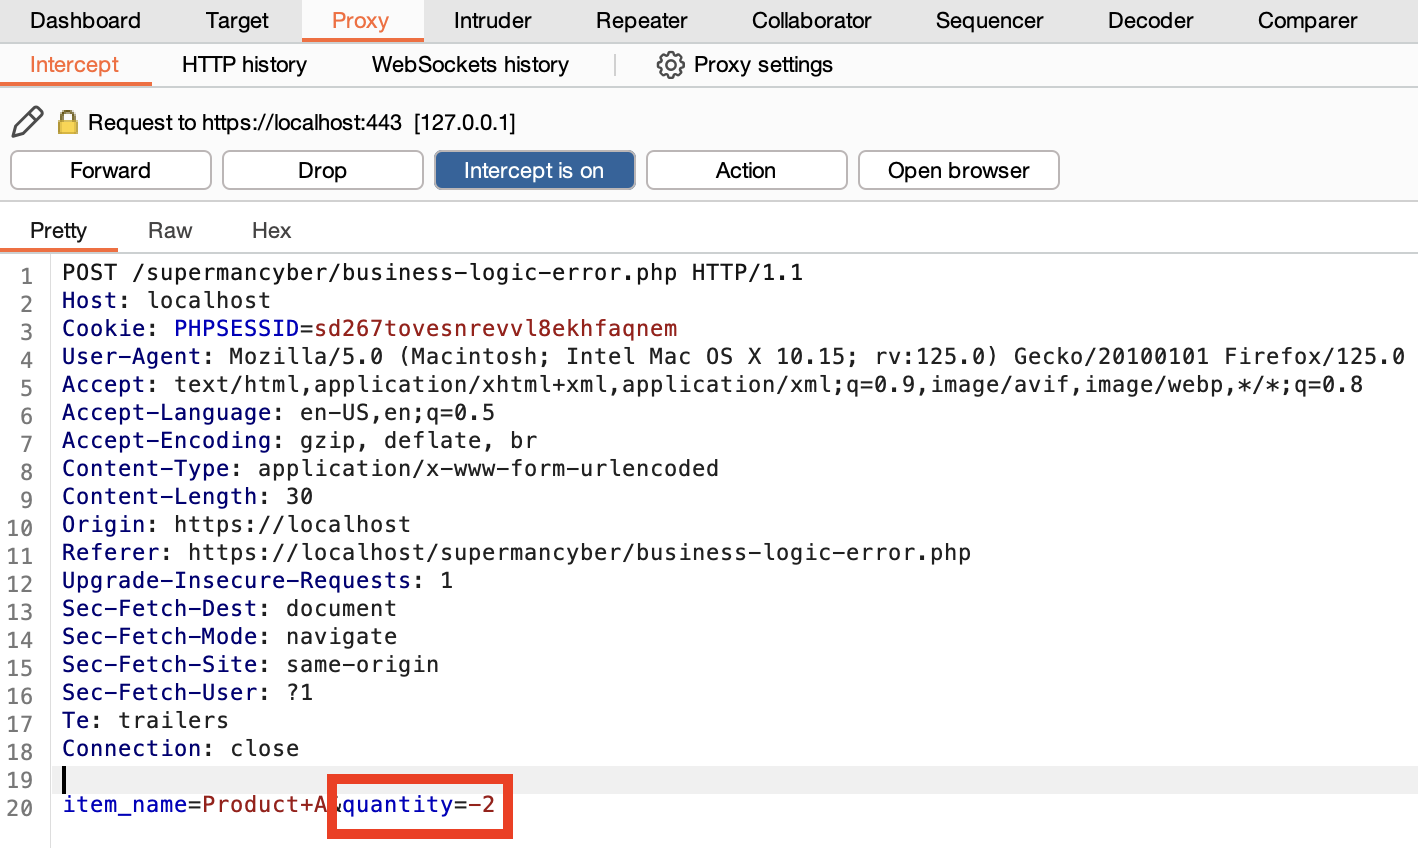 Dashboard Target Proxy Intruder Repeater Collaborator Sequencer Decoder Comparer
Intercept HTTP history WebSockets history Proxy settings
Request to https://localhost:443 [127.0.0.1]
Forward Drop Intercept is on Action Open browser
Pretty Raw Hex
1 POST /supermancyber/business-logic-error.php HTTP/1.1
2 Host: localhost
3 Cookie: PHPSESSID=sd267tovesnrevvl8ekhfaqnem
4 User-Agent: Mozilla/5.0 (Macintosh; Intel Mac OS X 10.15; rv:125.0) Gecko/20100101 Firefox/125.0
5 Accept: text/html,application/xhtml+xml,application/xml;q=0.9,image/avif,image/webp,*/*;q=0.8
6 Accept-Language: en-US,en;q=0.5
7 Accept-Encoding: gzip, deflate, br
8 Content-Type: application/x-www-form-urlencoded
9 Content-Length: 30
10 Origin: https://localhost
11 Referer: https://localhost/supermancyber/business-logic-error.php
12 Upgrade-Insecure-Requests: 1
13 Sec-Fetch-Dest: document
14 Sec-Fetch-Mode: navigate
15 Sec-Fetch-Site: same-origin
16 Sec-Fetch-User: ?1
17 Te: trailers
18 Connection: close
19
20 item_name=Product+A&quantity=-2